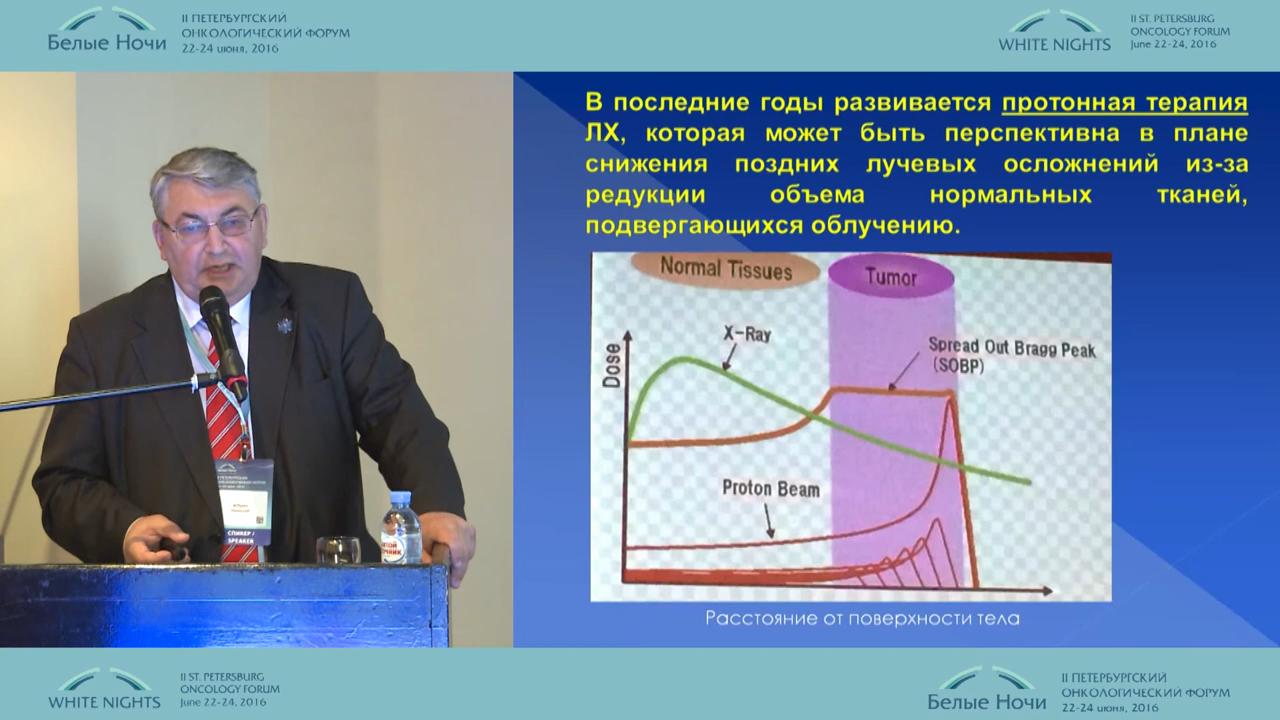 II ПЕТЕРБУРГСКИЙ
ОНКОЛОГИЧЕСКИЙ ФОРУМ
22-24 июня, 2016
Белые Ночи
II ST. PETERSBURG
ONCOLOGY FORUM
June 22-24, 2016
WHITE NIGHTS
В последние годы развивается протонная терапия
ЛХ, которая может быть перспективна в плане
снижения поздних лучевых осложнений из-за
редукции объема нормальных тканей,
подвергающихся облучению.
Normal Tissues
Tumor
X-Ray
Spread Out Bragg Peak
(SOBP)
Dose
Proton Beam
Расстояние от поверхности тела
СПИКЕР /
SPEAKER
WHITE NIGHTS
II ST. PETERSBURG
ONCOLOGY FORUM
June 22-24, 2016
Белые Ночи
II ПЕТЕРБУРГСКИЙ
ОНКОЛОГИЧЕСКИЙ ФОРУМ
22-24 июня, 2016